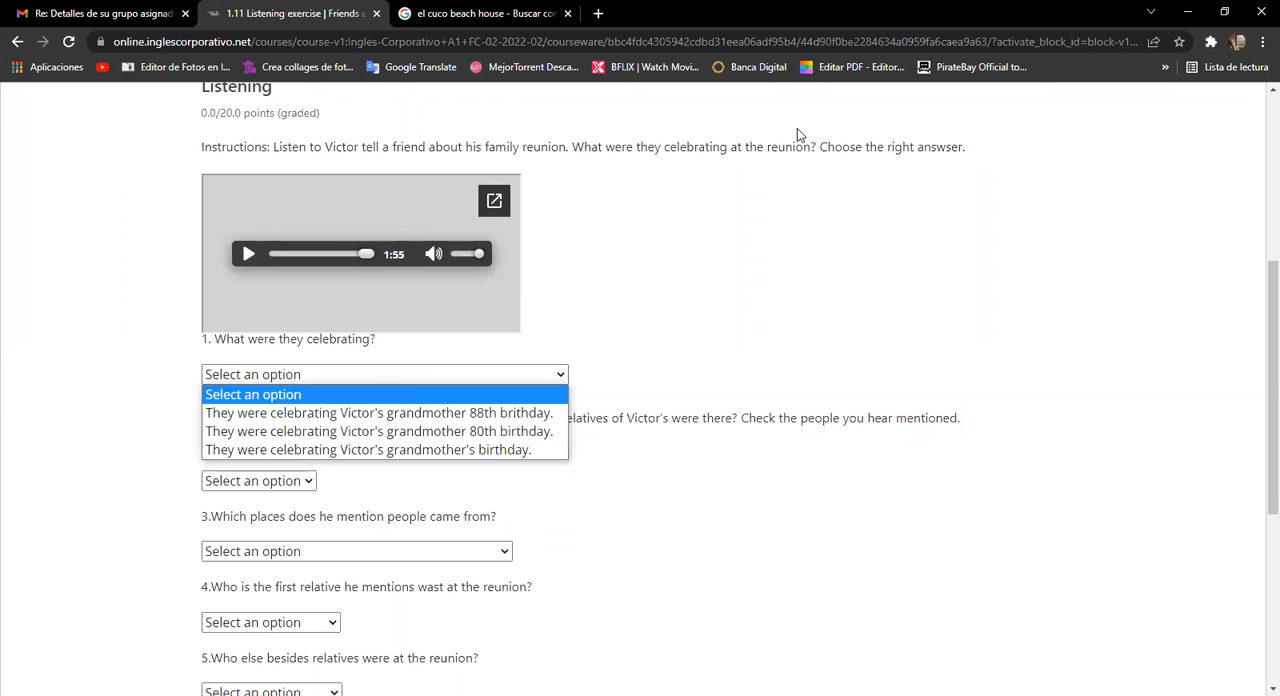 Re: Detalles de su grupo asignad
1.11 Listening exercise | Friends a
el cuco beach house - Buscar con
online.inglescorporativo.net/courses/course-v1:Ingles-Corporativo+A1+FC-02-2022-02/courseware/bbc4fdc4305942cdbd31eea06adf95b4/44d90f0be2284634a0959fa6caea9a63/?activate_block_id=block-v1...
Aplicaciones
Editor de Fotos en l...
Crea collages de fot...
Google Translate
MejorTorrent Desca...
BFLIX | Watch Movi...
Banca Digital
Editar PDF - Editor...
PirateBay Official to...
»
Lista de lectura
Listening
0.0/20.0 points (graded)
Instructions: Listen to Victor tell a friend about his family reunion. What were they celebrating at the reunion? Choose the right answser.
1:55
1. What were they celebrating?
Select an option
Select an option
They were celebrating Victor's grandmother 88th brithday.
They were celebrating Victor's grandmother 80th birthday.
They were celebrating Victor's grandmother's birthday.
elatives of Victor's were there? Check the people you hear mentioned.
Select an option
3.Which places does he mention people came from?
Select an option
4.Who is the first relative he mentions wast at the reunion?
Select an option
5.Who else besides relatives were at the reunion?
Select an option